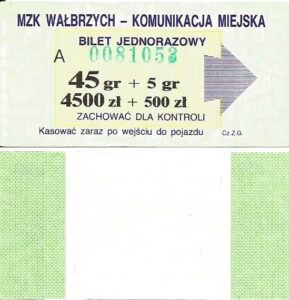 MZK WAŁBRZYCH – KOMUNIKACJA MIEJSKA
BILET JEDNORAZOWY
A 0081053
45 gr + 5 gr
4500 zł + 500 zł
ZACHOWAĆ DLA KONTROLI
Kasować zaraz po wejściu do pojazdu
Cz.Z.G.